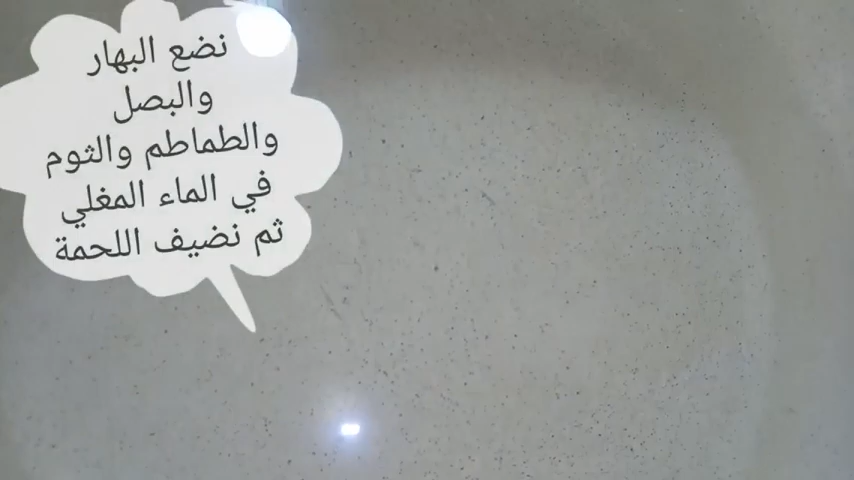 نضع البهار
والبصل
والطماطم والثوم
في الماء المغلي
ثم نضيف اللحمة